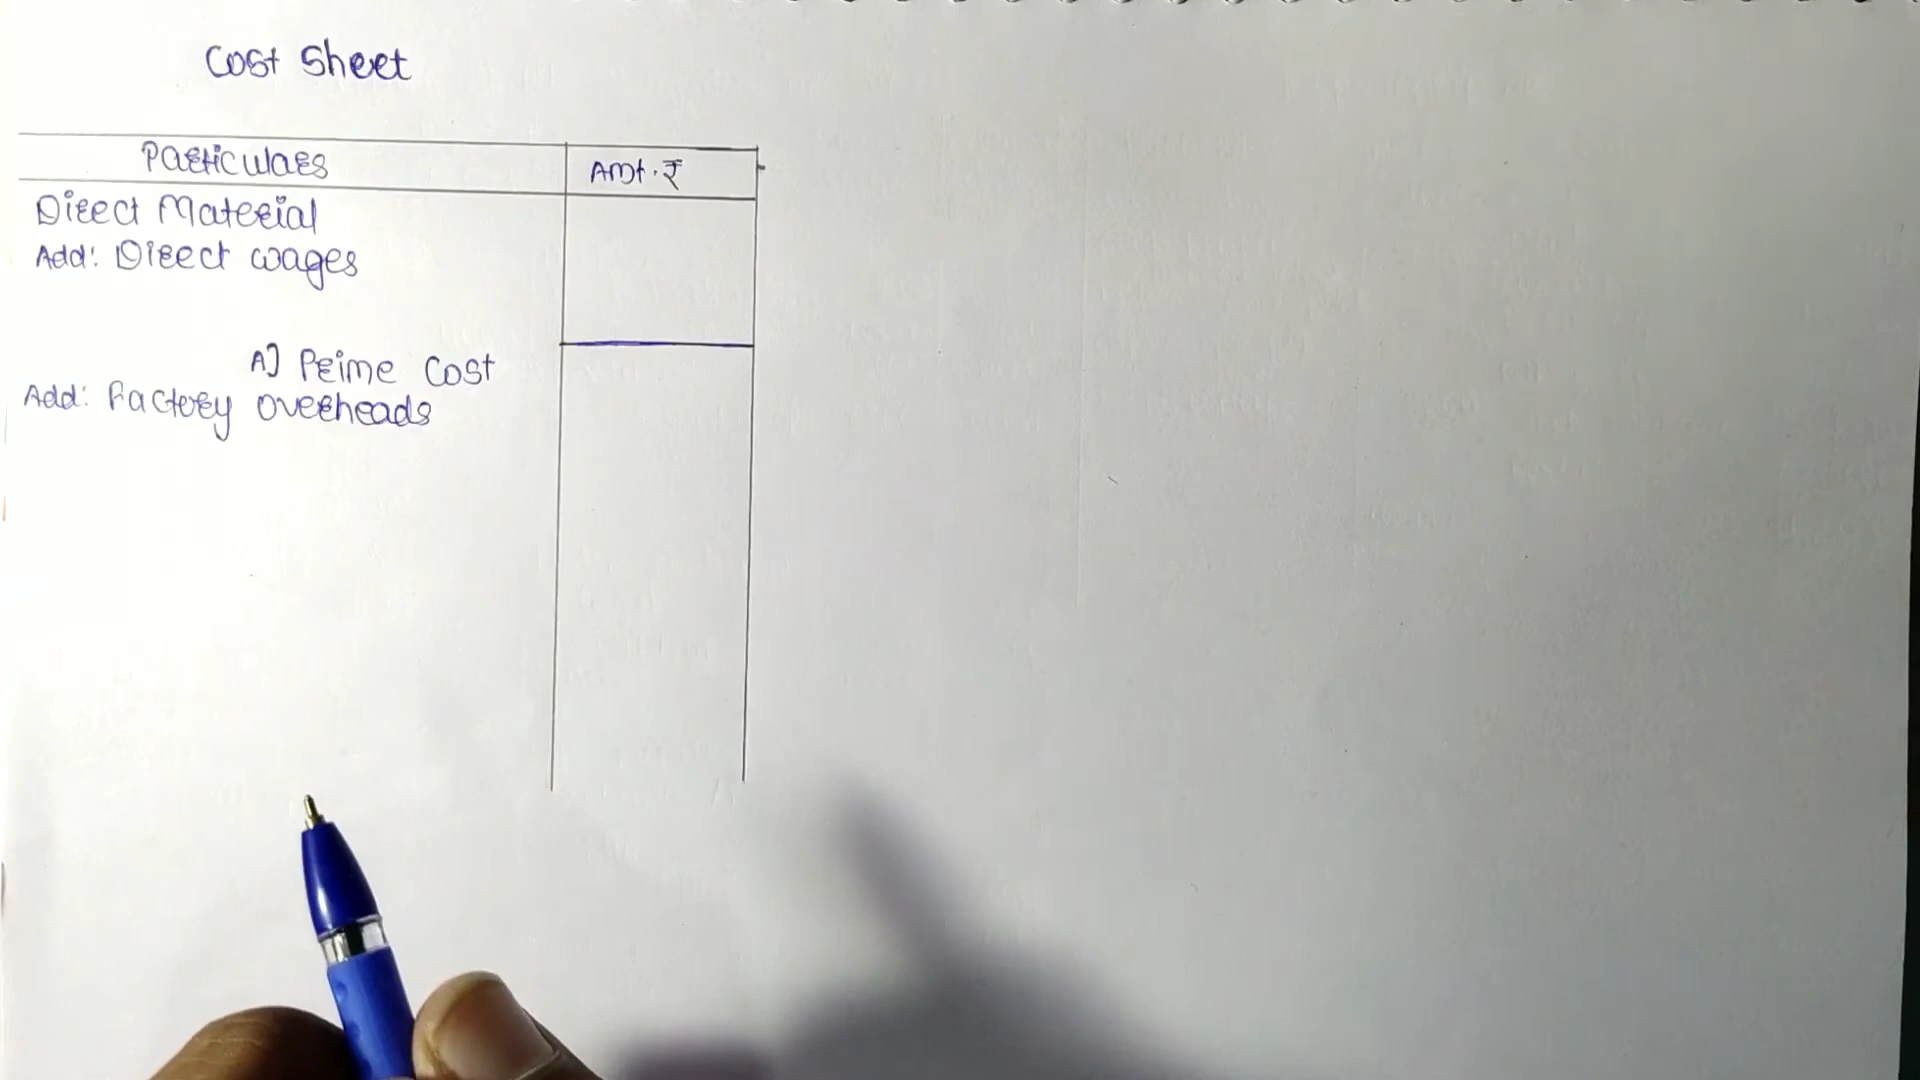 Cost Sheet
Particulars Amt. ₹
Direct Material
Add: Direct wages
A] Prime Cost
Add: Factory overheads